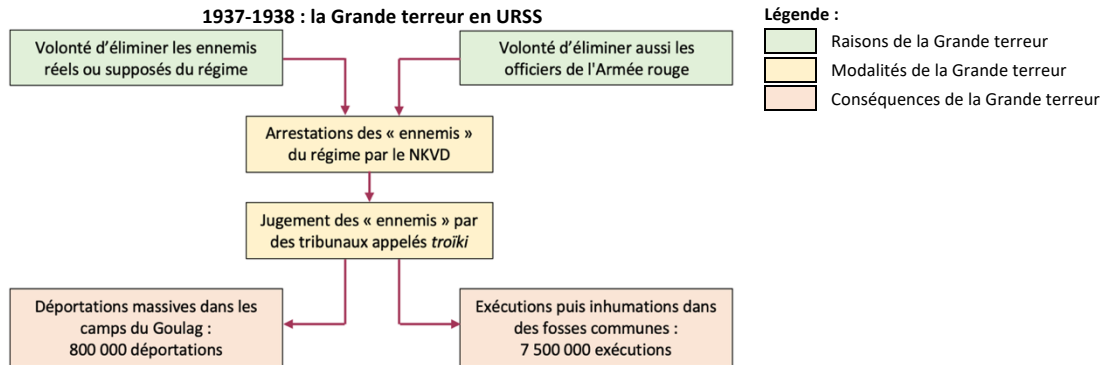 1937-1938 : la Grande terreur en URSS
Légende :
Raisons de la Grande terreur
Modalités de la Grande terreur
Conséquences de la Grande terreur
Volonté d’éliminer les ennemis
réels ou supposés du régime
Volonté d’éliminer aussi les
officiers de l'Armée rouge
Arrestations des « ennemis »
du régime par le NKVD
Jugement des « ennemis » par
des tribunaux appelés troïki
Déportations massives dans les
camps du Goulag :
800 000 déportations
Exécutions puis inhumations dans
des fosses communes :
7 500 000 exécutions